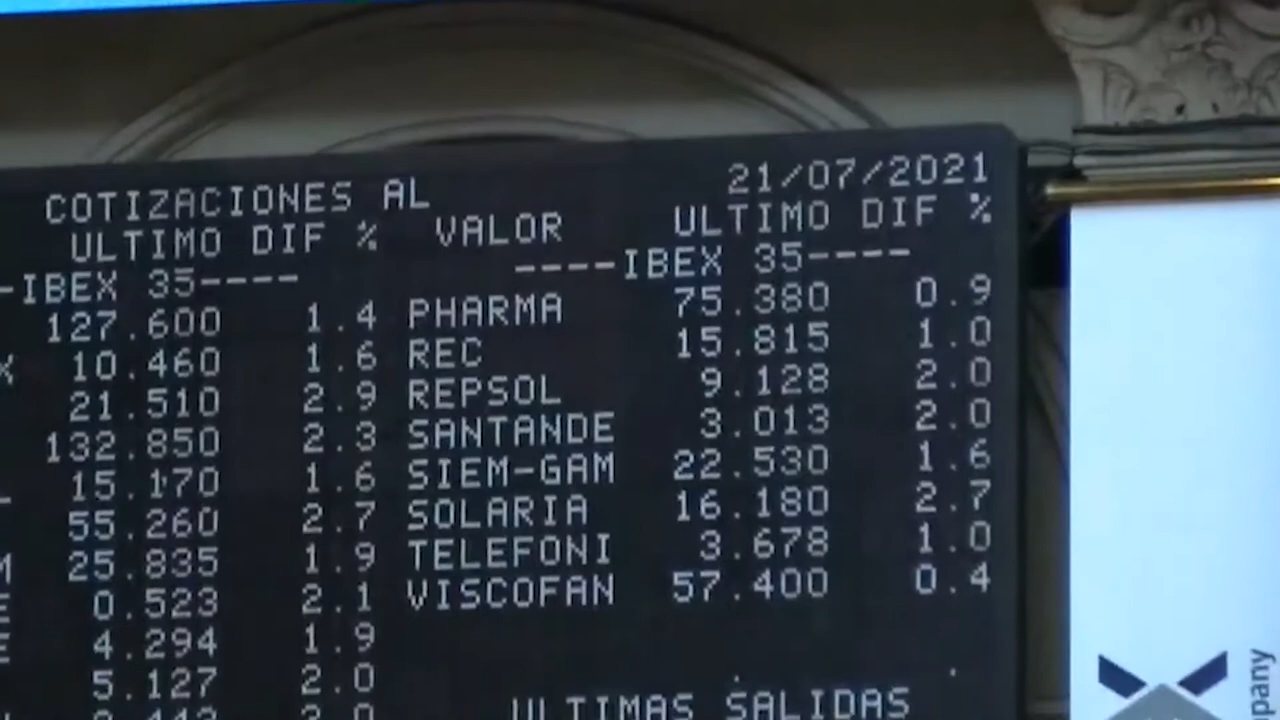 COTIZACIONES AL 21/07/2021
ULTIMO DIF % VALOR ULTIMO DIF %
-IBEX 35---- ----IBEX 35----
127.600 1.4 PHARMA 75.380 0.9
X 10.460 1.6 REC 15.815 1.0
21.510 2.9 REPSOL 9.128 2.0
132.850 2.3 SANTANDE 3.013 2.0
15.170 1.6 SIEM-GAM 22.530 1.6
55.260 2.7 SOLARIA 16.180 2.7
M 25.835 1.9 TELEFONI 3.678 1.0
E 0.523 2.1 VISCOFAN 57.400 0.4
E 4.294 1.9
5.127 2.0
ULTIMAS SALIDAS
pany